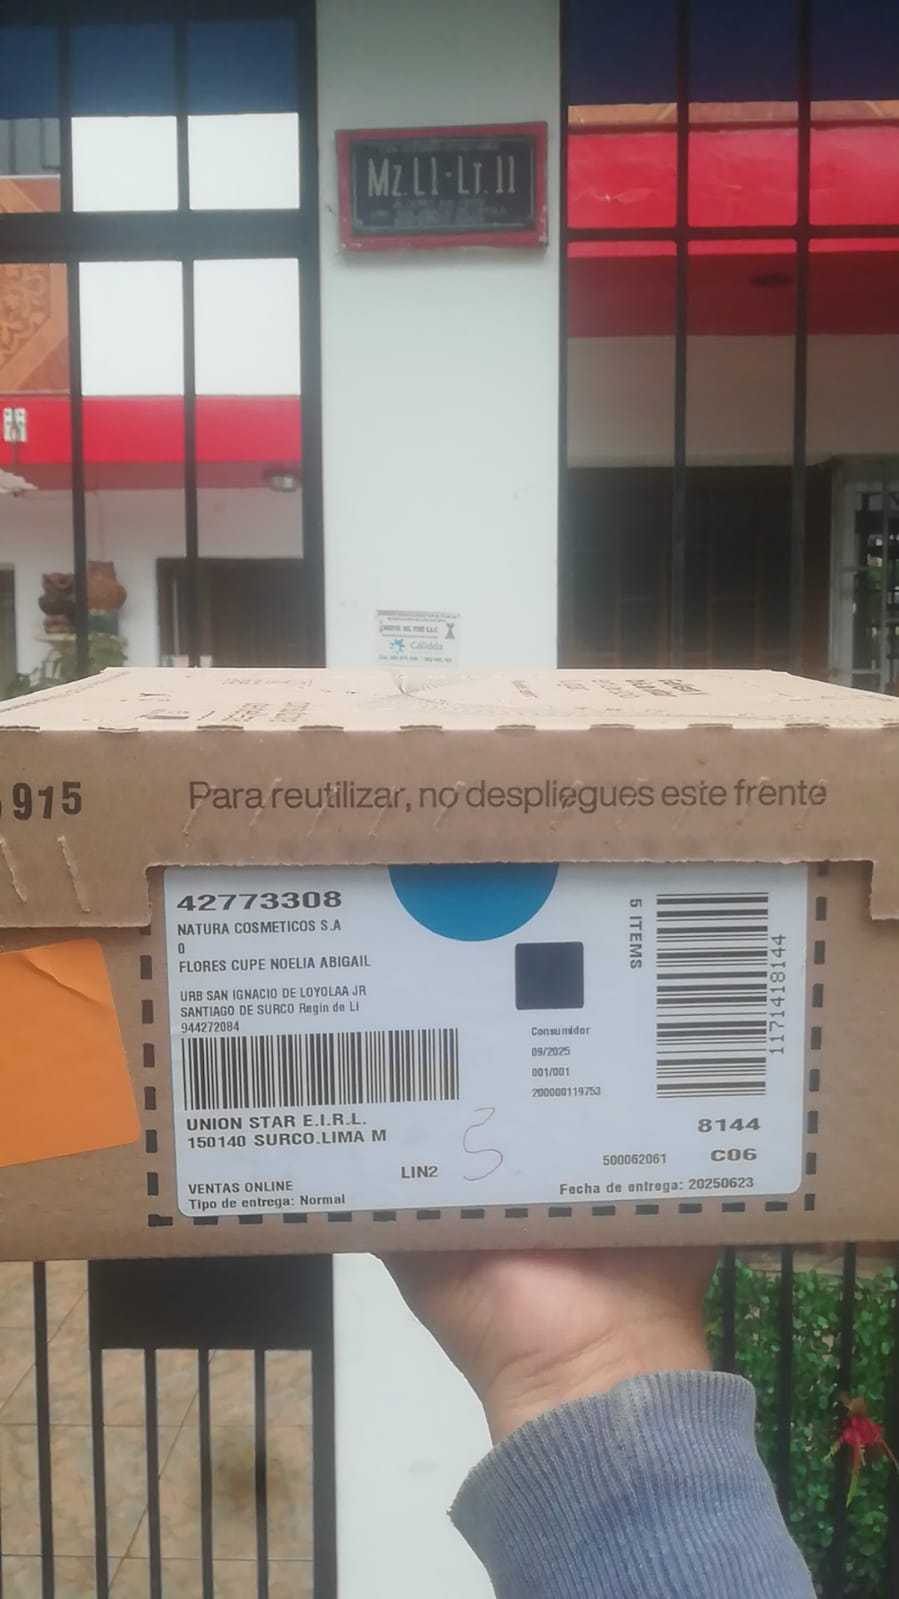 Mz. L1 - Lt. 11
Cálidda
915
Para reutilizar, no despliegues este frente
42773308
NATURA COSMETICOS S.A
0
FLORES CUPE NOELIA ABIGAIL
URB SAN IGNACIO DE LOYOLAA JR
SANTIAGO DE SURCO Regin de Li
944272084
UNION STAR E.I.R.L.
150140 SURCO.LIMA M
LIN2
5
VENTAS ONLINE
Tipo de entrega: Normal
5 ITEMS
1171418144
Consumidor
09/2025
001/001
200000119753
8144
500062061
C06
Fecha de entrega: 20250623